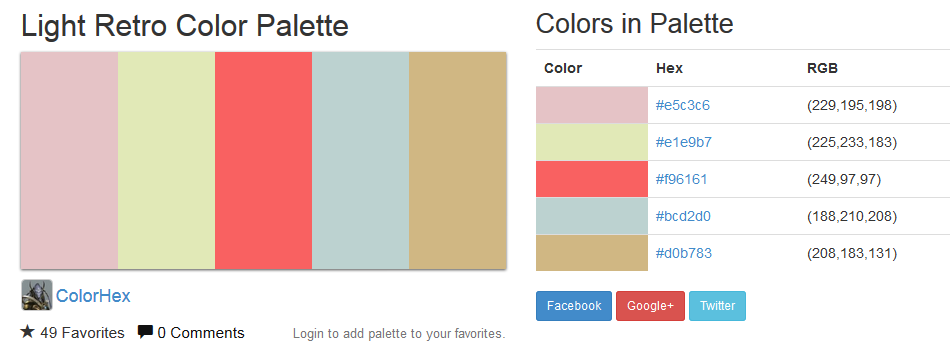 Light Retro Color Palette
ColorHex
49 Favorites 0 Comments Login to add palette to your favorites.
Colors in Palette
Color Hex RGB
#e5c3c6 (229,195,198)
#e1e9b7 (225,233,183)
#f96161 (249,97,97)
#bcd2d0 (188,210,208)
#d0b783 (208,183,131)
Facebook Google+ Twitter